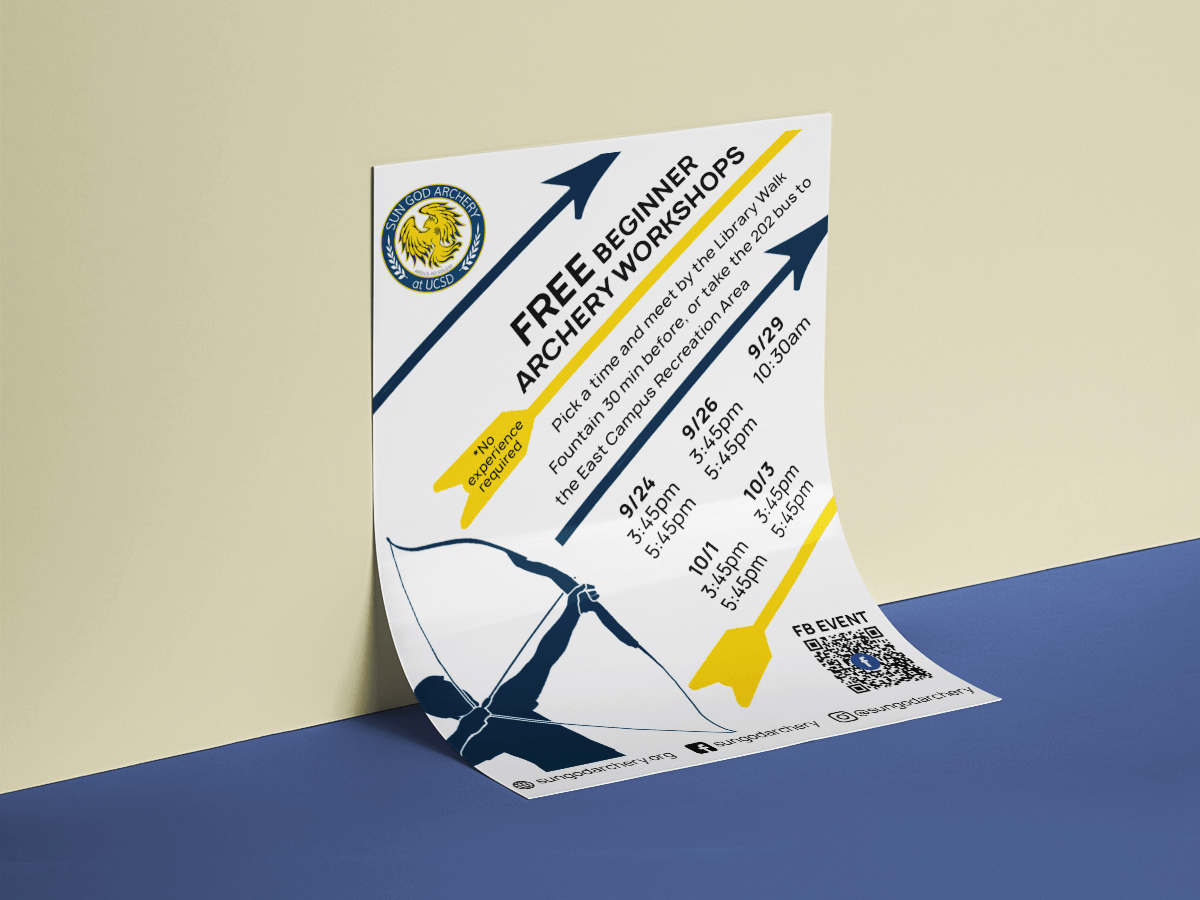 SUN GOD ARCHERY
at UCSD
FREE BEGINNER
ARCHERY WORKSHOPS
*No
experience
required
Pick a time and meet by the Library Walk
Fountain 30 min before, or take the 202 bus to
the East Campus Recreation Area
9/24
3:45pm
5:45pm
9/26
3:45pm
5:45pm
9/29
10:30am
10/1
3:45pm
5:45pm
10/3
3:45pm
5:45pm
FB EVENT
sungodarchery.org
sungodarchery
@sungodarchery